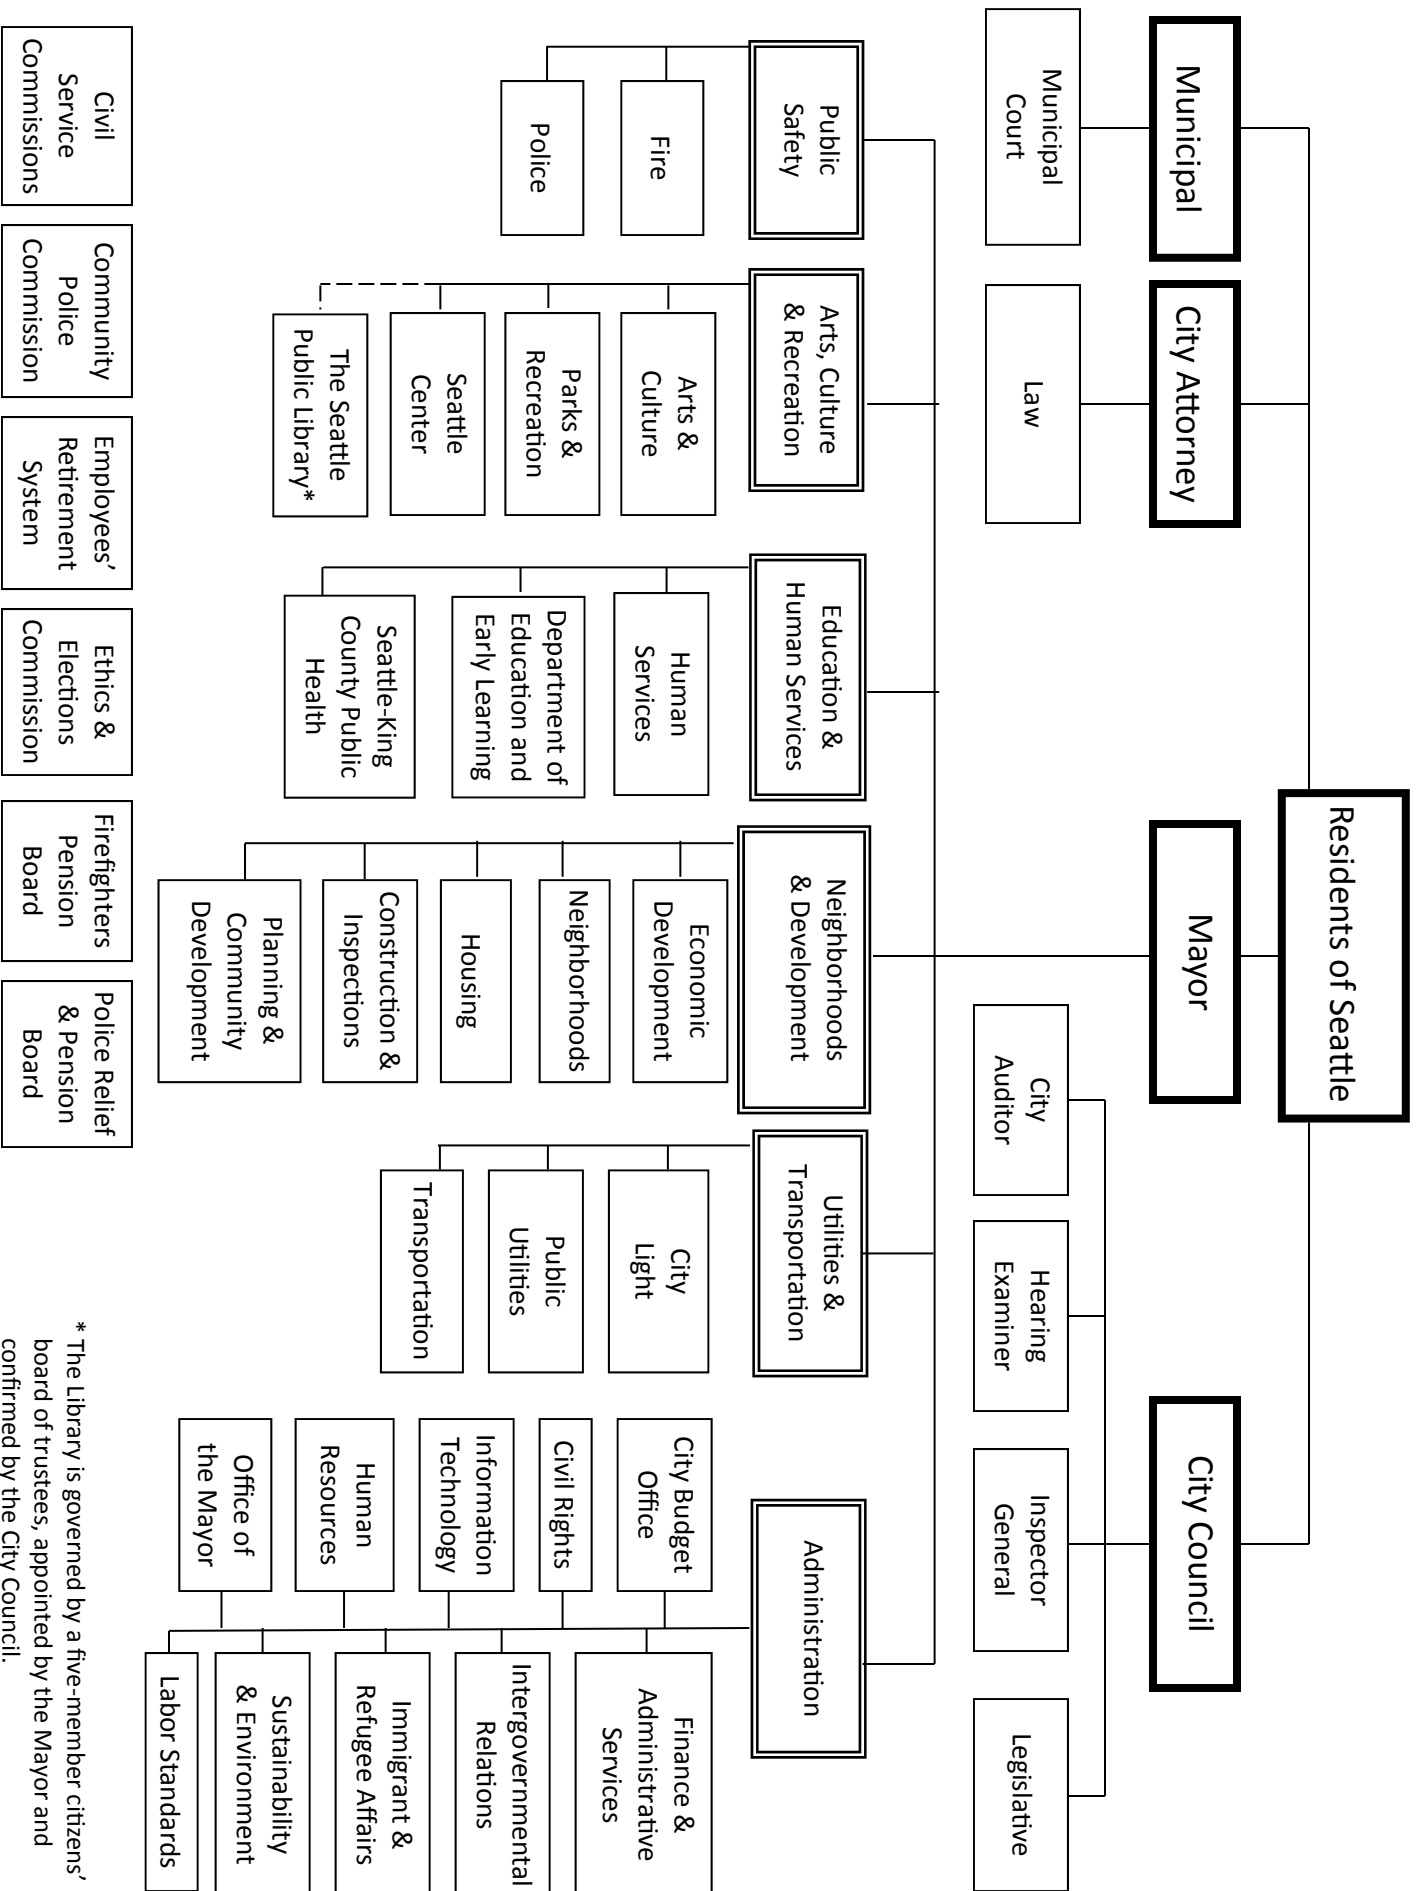 Residents of Seattle
Municipal
City Attorney
Mayor
City Council
Municipal
Court
Law
City
Auditor
Hearing
Examiner
Inspector
General
Legislative
Public
Safety
Fire
Police
Arts, Culture
& Recreation
Arts &
Culture
Parks &
Recreation
Seattle
Center
The Seattle
Public Library*
Education &
Human Services
Human
Services
Department of
Education and
Early Learning
Seattle-King
County Public
Health
Neighborhoods
& Development
Economic
Development
Neighborhoods
Housing
Construction &
Inspections
Planning &
Community
Development
Utilities &
Transportation
City
Light
Public
Utilities
Transportation
Administration
City Budget
Office
Civil Rights
Information
Technology
Human
Resources
Office of
the Mayor
Finance &
Administrative
Services
Intergovernmental
Relations
Immigrant &
Refugee Affairs
Sustainability
& Environment
Labor Standards
Civil
Service
Commissions
Community
Police
Commission
Employees’
Retirement
System
Ethics &
Elections
Commission
Firefighters
Pension
Board
Police Relief
& Pension
Board
* The Library is governed by a five-member citizens’
board of trustees, appointed by the Mayor and
confirmed by the City Council.